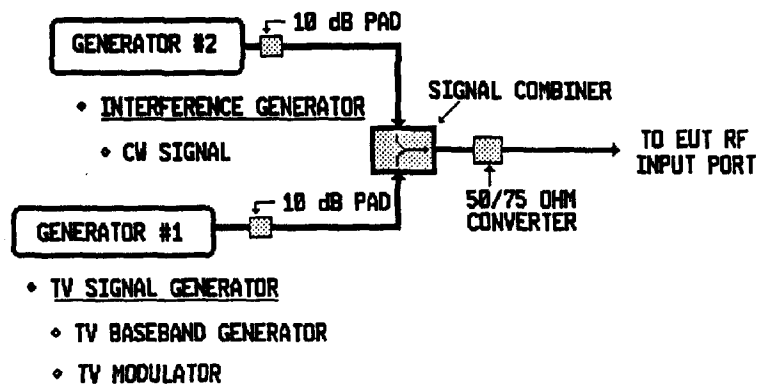 10 dB PAD
GENERATOR #2
• INTERFERENCE GENERATOR
⋄ CW SIGNAL
SIGNAL COMBINER
TO EUT RF
INPUT PORT
50/75 OHM
CONVERTER
10 dB PAD
GENERATOR #1
• TV SIGNAL GENERATOR
⋄ TV BASEBAND GENERATOR
⋄ TV MODULATOR